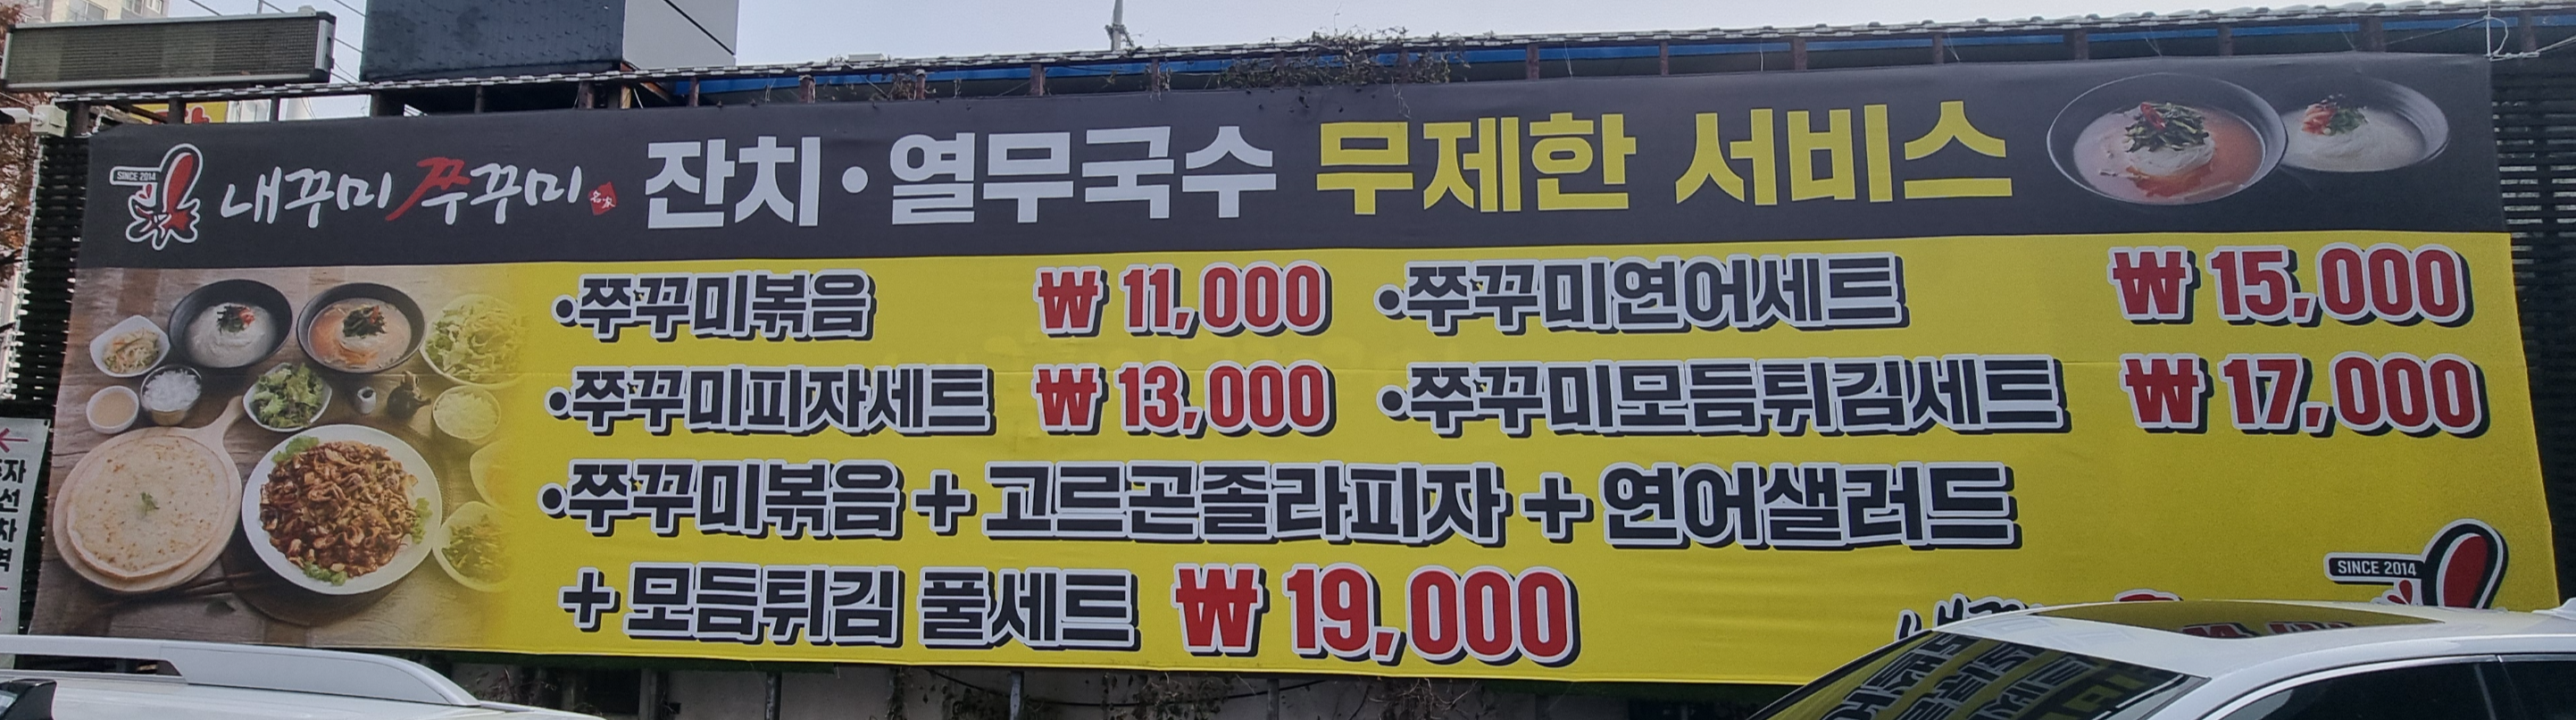 SINCE 2014
내꾸미 쭈꾸미 名家
잔치·열무국수 무제한 서비스
·쭈꾸미볶음 ₩ 11,000
·쭈꾸미연어세트 ₩ 15,000
·쭈꾸미피자세트 ₩ 13,000
·쭈꾸미모듬튀김세트 ₩ 17,000
·쭈꾸미볶음 + 고르곤졸라피자 + 연어샐러드
+ 모듬튀김 풀세트 ₩ 19,000
SINCE 2014